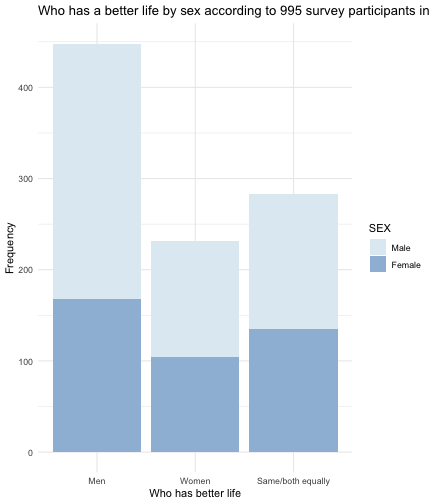 Who has a better life by sex according to 995 survey participants in
Frequency
400
300
200
100
0
Men
Women
Same/both equally
Who has better life
SEX
Male
Female